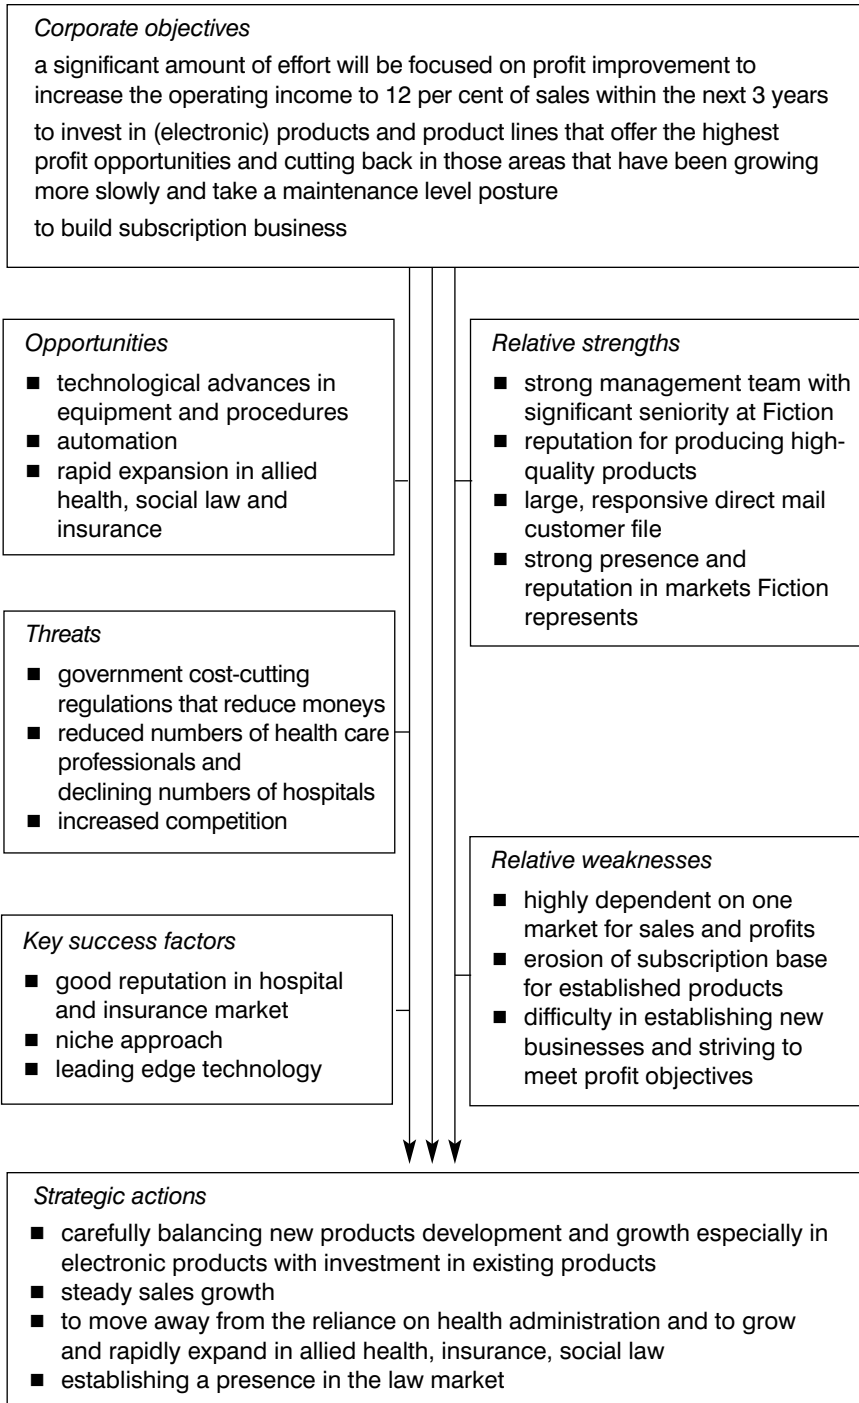 Corporate objectives
a significant amount of effort will be focused on profit improvement to
increase the operating income to 12 per cent of sales within the next 3 years
to invest in (electronic) products and product lines that offer the highest
profit opportunities and cutting back in those areas that have been growing
more slowly and take a maintenance level posture
to build subscription business
Opportunities
■ technological advances in
equipment and procedures
■ automation
■ rapid expansion in allied
health, social law and
insurance
Relative strengths
■ strong management team with
significant seniority at Fiction
■ reputation for producing high-
quality products
■ large, responsive direct mail
customer file
■ strong presence and
reputation in markets Fiction
represents
Threats
■ government cost-cutting
regulations that reduce moneys
■ reduced numbers of health care
professionals and
declining numbers of hospitals
■ increased competition
Relative weaknesses
■ highly dependent on one
market for sales and profits
■ erosion of subscription base
for established products
■ difficulty in establishing new
businesses and striving to
meet profit objectives
Key success factors
■ good reputation in hospital
and insurance market
■ niche approach
■ leading edge technology
Strategic actions
■ carefully balancing new products development and growth especially in
electronic products with investment in existing products
■ steady sales growth
■ to move away from the reliance on health administration and to grow
and rapidly expand in allied health, insurance, social law
■ establishing a presence in the law market